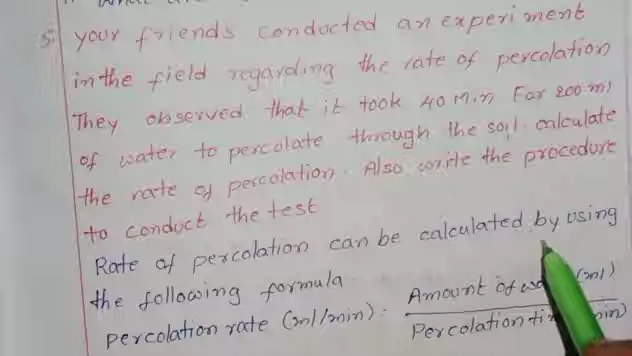 5. your friends conducted an experiment
in the field regarding the rate of percolation
They observed that it took 40 Min For 200 ml
of water to percolate through the soil. calculate
the rate of percolation. Also write the procedure
to conduct the test
Rate of percolation can be calculated by using
the following formula
percolation rate (ml/min). Amount of (ml)
Percolation min)